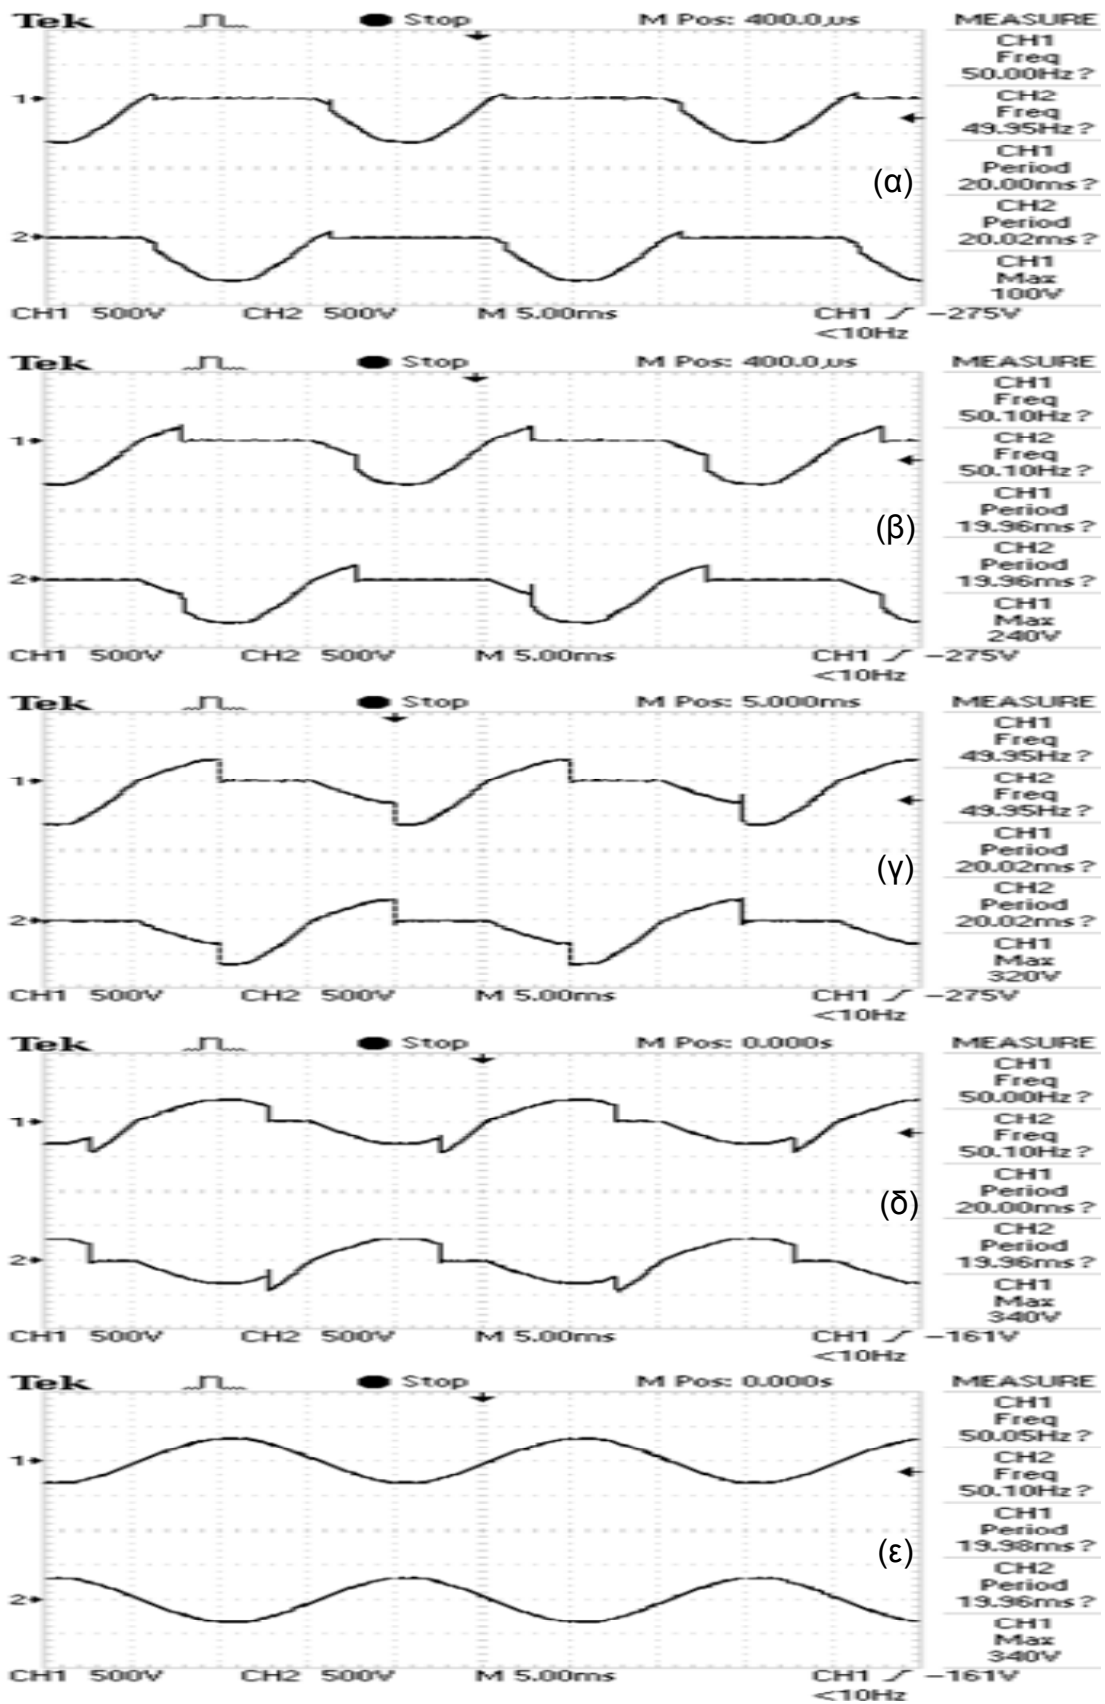 Tek Stop M Pos: 400.0µs MEASURE
CH1
Freq
50.00Hz?
1
CH2
Freq
49.95Hz?
CH1
Period
20.00ms?
(α)
CH2
Period
20.02ms?
2
CH1
Max
100V
CH1 500V CH2 500V M 5.00ms CH1 -275V
<10Hz
Tek Stop M Pos: 400.0µs MEASURE
CH1
Freq
50.10Hz?
1
CH2
Freq
50.10Hz?
CH1
Period
19.96ms?
(β)
CH2
Period
19.96ms?
2
CH1
Max
240V
CH1 500V CH2 500V M 5.00ms CH1 -275V
<10Hz
Tek Stop M Pos: 5.000ms MEASURE
CH1
Freq
49.95Hz?
1
CH2
Freq
49.95Hz?
CH1
Period
20.02ms?
(γ)
CH2
Period
20.02ms?
2
CH1
Max
320V
CH1 500V CH2 500V M 5.00ms CH1 -275V
<10Hz
Tek Stop M Pos: 0.000s MEASURE
CH1
Freq
50.00Hz?
1
CH2
Freq
50.10Hz?
CH1
Period
20.00ms?
(δ)
CH2
Period
19.96ms?
2
CH1
Max
340V
CH1 500V CH2 500V M 5.00ms CH1 -161V
<10Hz
Tek Stop M Pos: 0.000s MEASURE
CH1
Freq
50.05Hz?
1
CH2
Freq
50.10Hz?
CH1
Period
19.98ms?
(ε)
CH2
Period
19.96ms?
2
CH1
Max
340V
CH1 500V CH2 500V M 5.00ms CH1 -161V
<10Hz